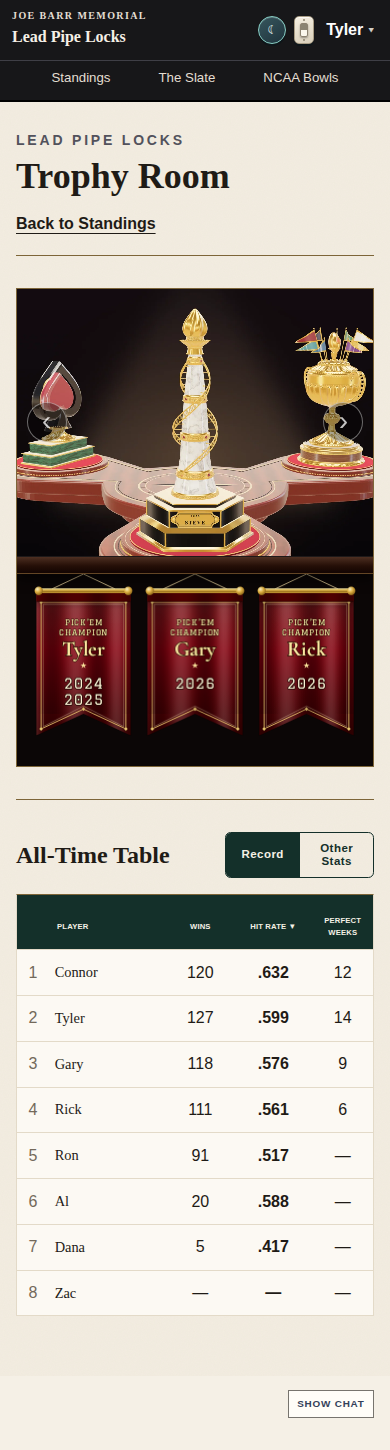 JOE BARR MEMORIAL
Lead Pipe Locks
Tyler ▼
Standings The Slate NCAA Bowls
LEAD PIPE LOCKS
Trophy Room
Back to Standings
PICK'EM CHAMPION
Tyler
2024
2025
PICK'EM CHAMPION
Gary
2026
PICK'EM CHAMPION
Rick
2026
All-Time Table
Record
Other Stats
PLAYER WINS HIT RATE ▼ PERFECT WEEKS
1 Connor 120 .632 12
2 Tyler 127 .599 14
3 Gary 118 .576 9
4 Rick 111 .561 6
5 Ron 91 .517 —
6 Al 20 .588 —
7 Dana 5 .417 —
8 Zac — — —
SHOW CHAT